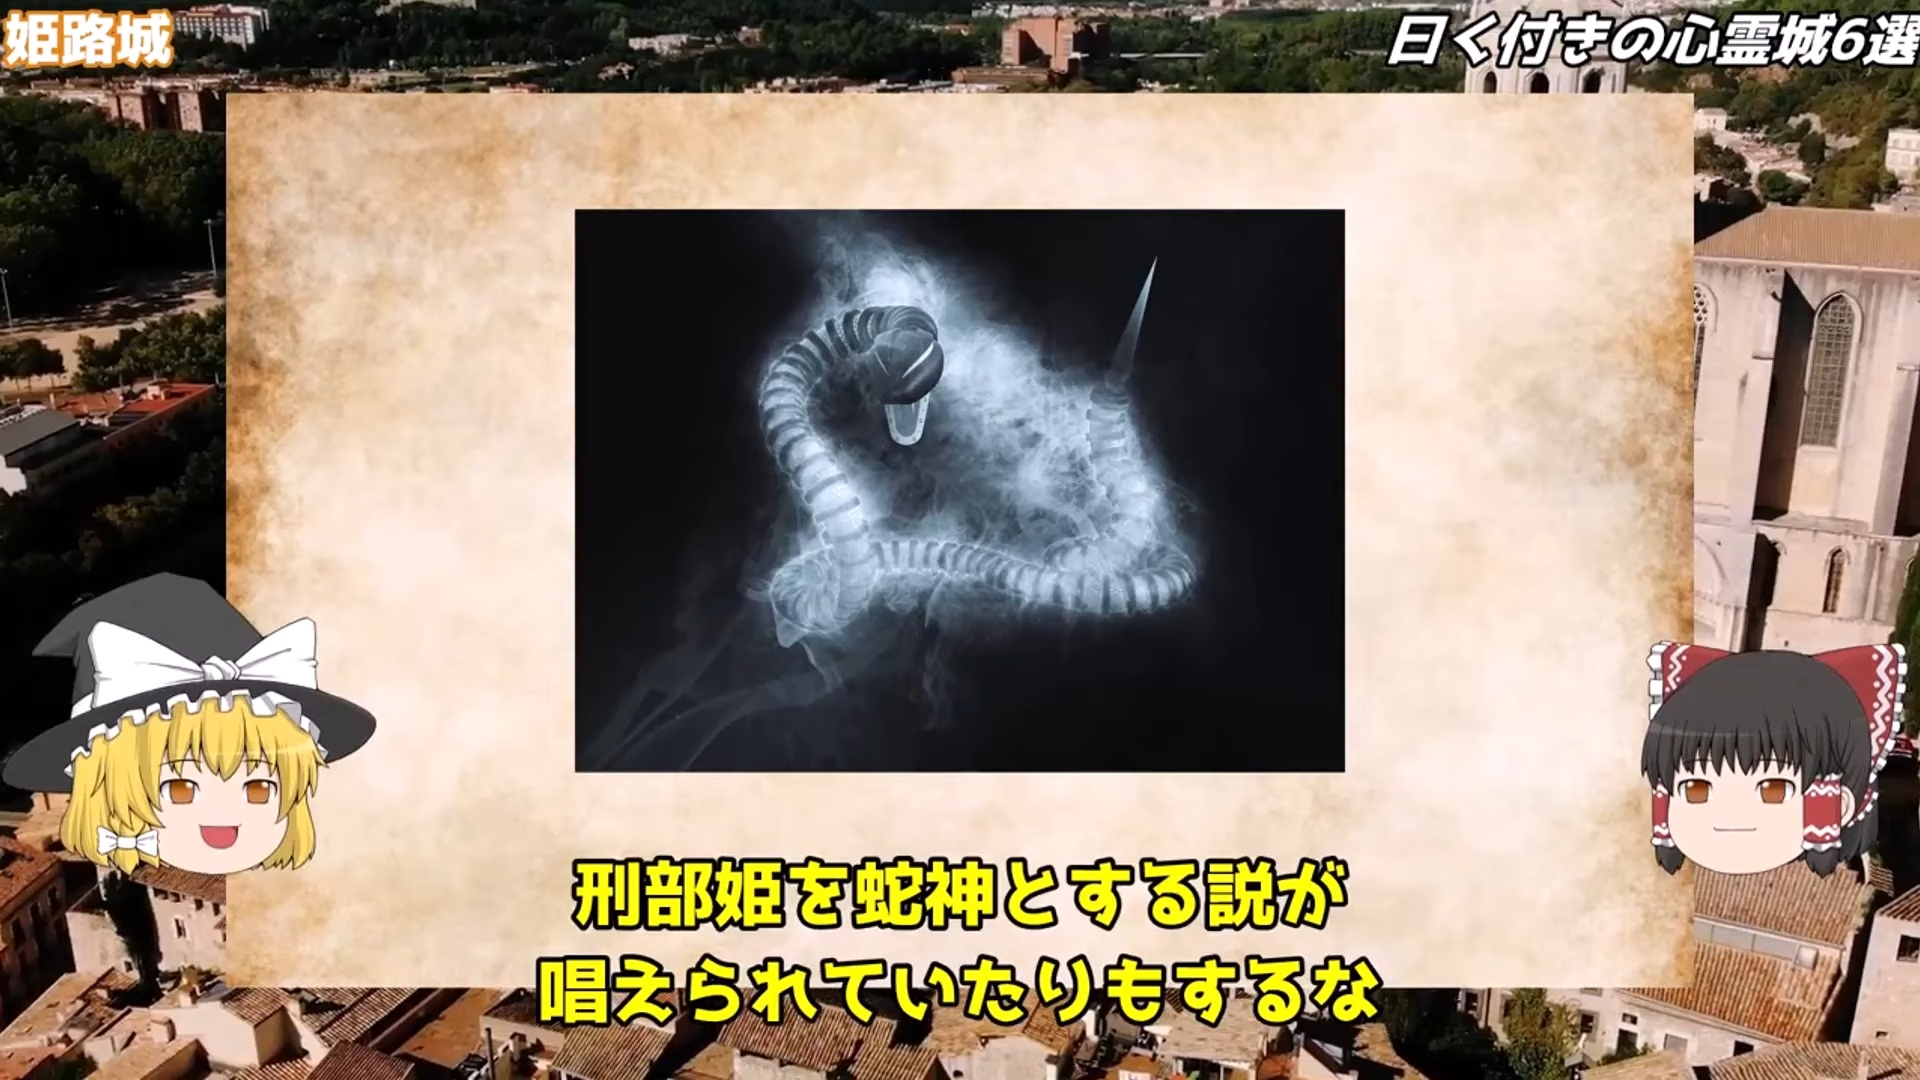 姫路城
曰く付きの心霊城6選
刑部姫を蛇神とする説が
唱えられていたりもするな